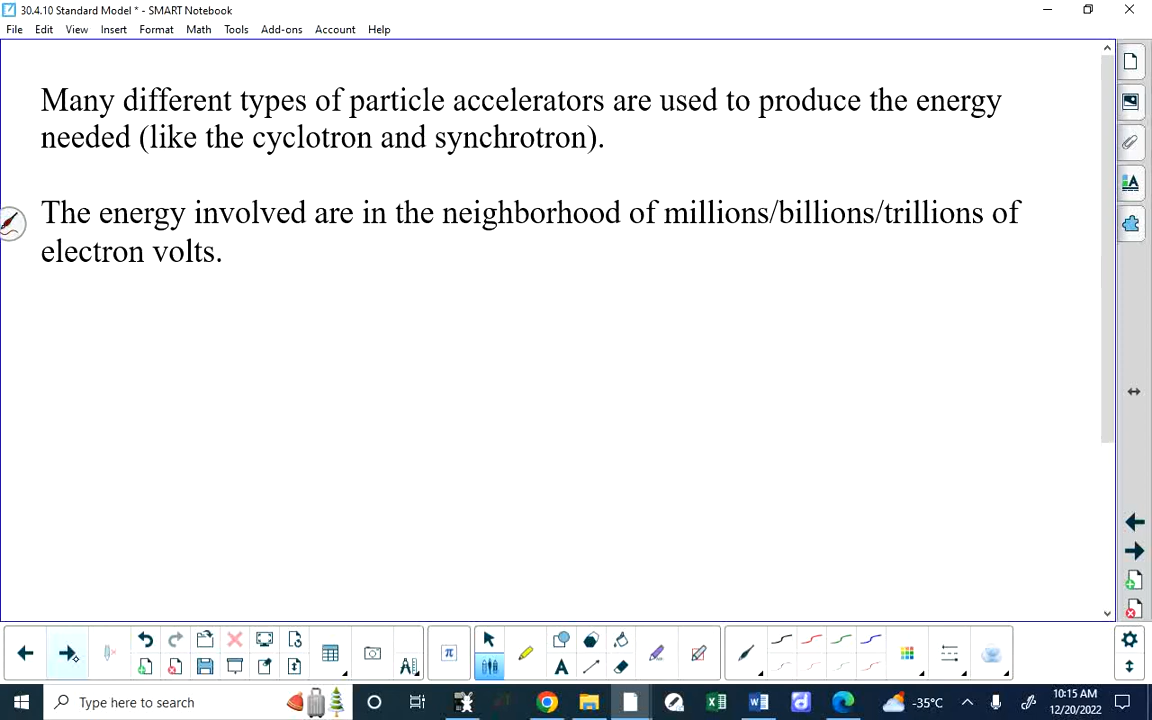 30.4.10 Standard Model * - SMART Notebook
File Edit View Insert Format Math Tools Add-ons Account Help
Many different types of particle accelerators are used to produce the energy
needed (like the cyclotron and synchrotron).
The energy involved are in the neighborhood of millions/billions/trillions of
electron volts.
Type here to search
-35°C
10:15 AM
12/20/2022